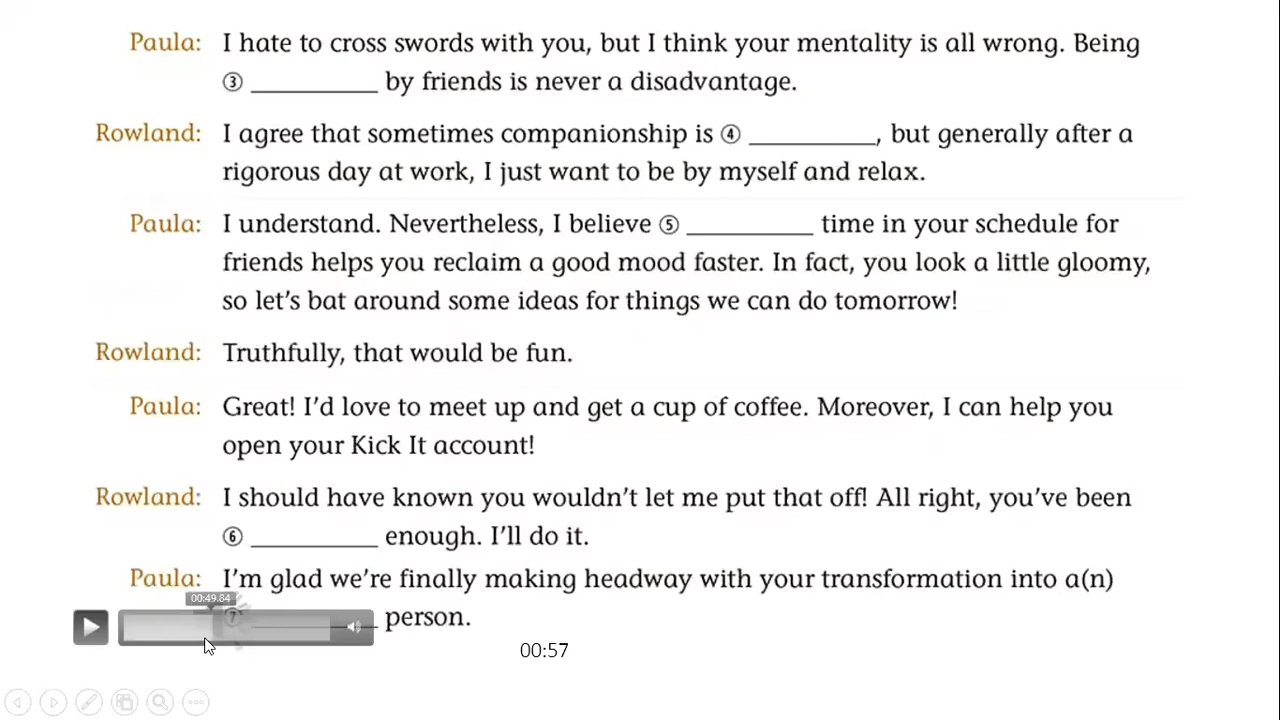 Paula: I hate to cross swords with you, but I think your mentality is all wrong. Being
③ __________ by friends is never a disadvantage.
Rowland: I agree that sometimes companionship is ④ __________, but generally after a
rigorous day at work, I just want to be by myself and relax.
Paula: I understand. Nevertheless, I believe ⑤ __________ time in your schedule for
friends helps you reclaim a good mood faster. In fact, you look a little gloomy,
so let's bat around some ideas for things we can do tomorrow!
Rowland: Truthfully, that would be fun.
Paula: Great! I'd love to meet up and get a cup of coffee. Moreover, I can help you
open your Kick It account!
Rowland: I should have known you wouldn't let me put that off! All right, you've been
⑥ __________ enough. I'll do it.
Paula: I'm glad we're finally making headway with your transformation into a(n)
00:49.84
⑦ __________ person.
00:57